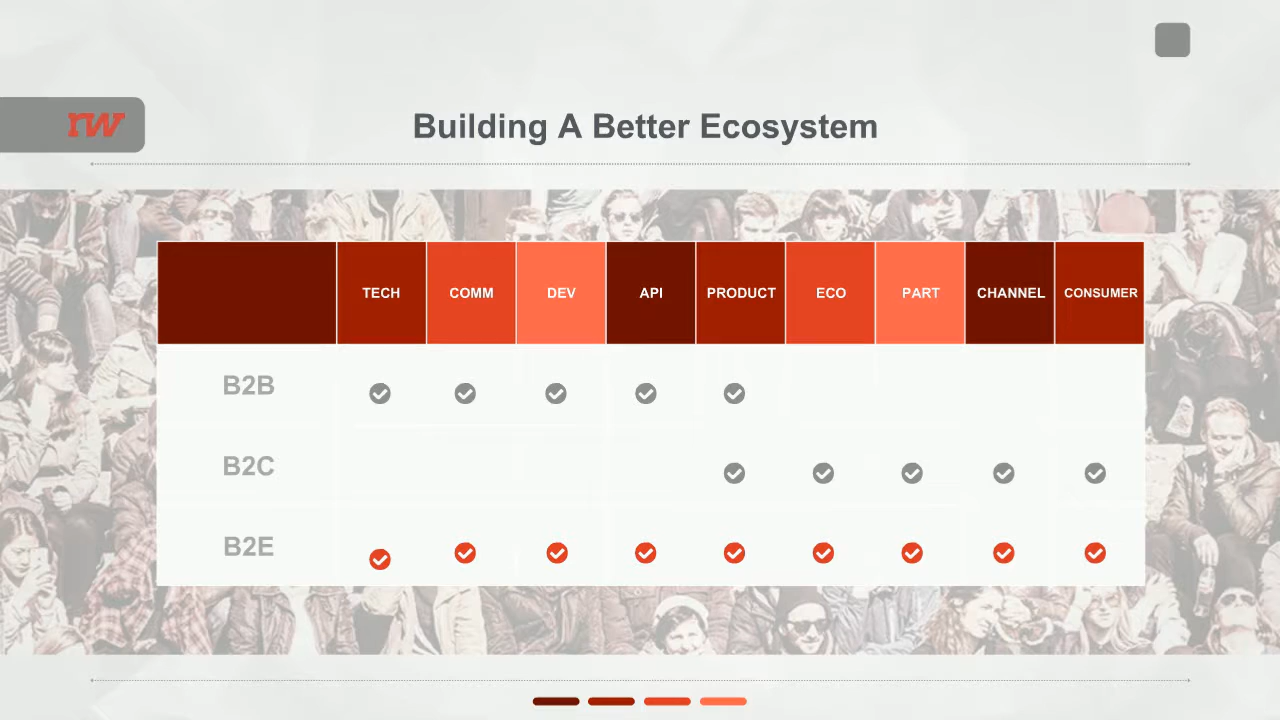 rw
Building A Better Ecosystem
TECH COMM DEV API PRODUCT ECO PART CHANNEL CONSUMER
B2B
B2C
B2E